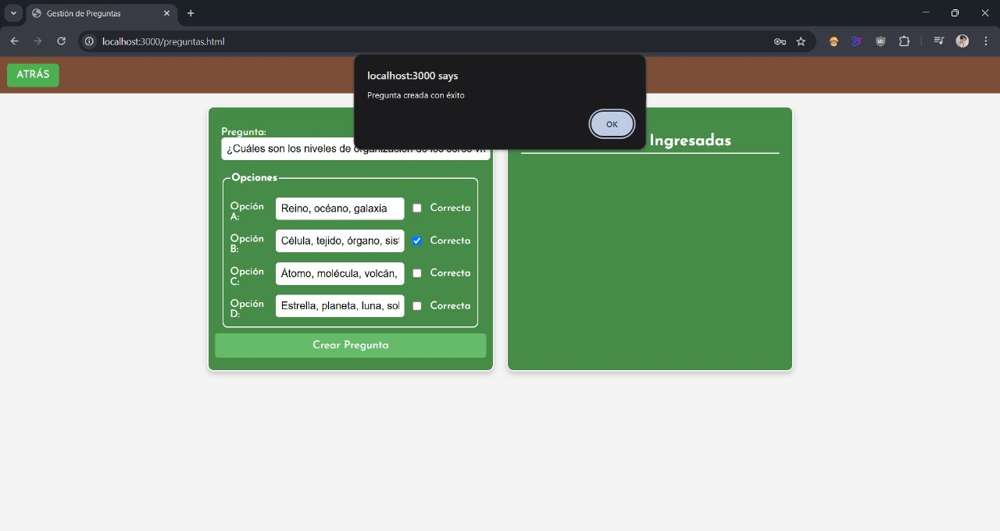 Gestión de Preguntas
localhost:3000/preguntas.html
ATRÁS
localhost:3000 says
Pregunta creada con éxito
OK
Pregunta:
¿Cuáles son los niveles de organización de los seres vi
Opciones
Opción A:
Reino, océano, galaxia
Correcta
Opción B:
Célula, tejido, órgano, sist
Correcta
Opción C:
Átomo, molécula, volcán,
Correcta
Opción D:
Estrella, planeta, luna, sol
Correcta
Crear Pregunta
Ingresadas